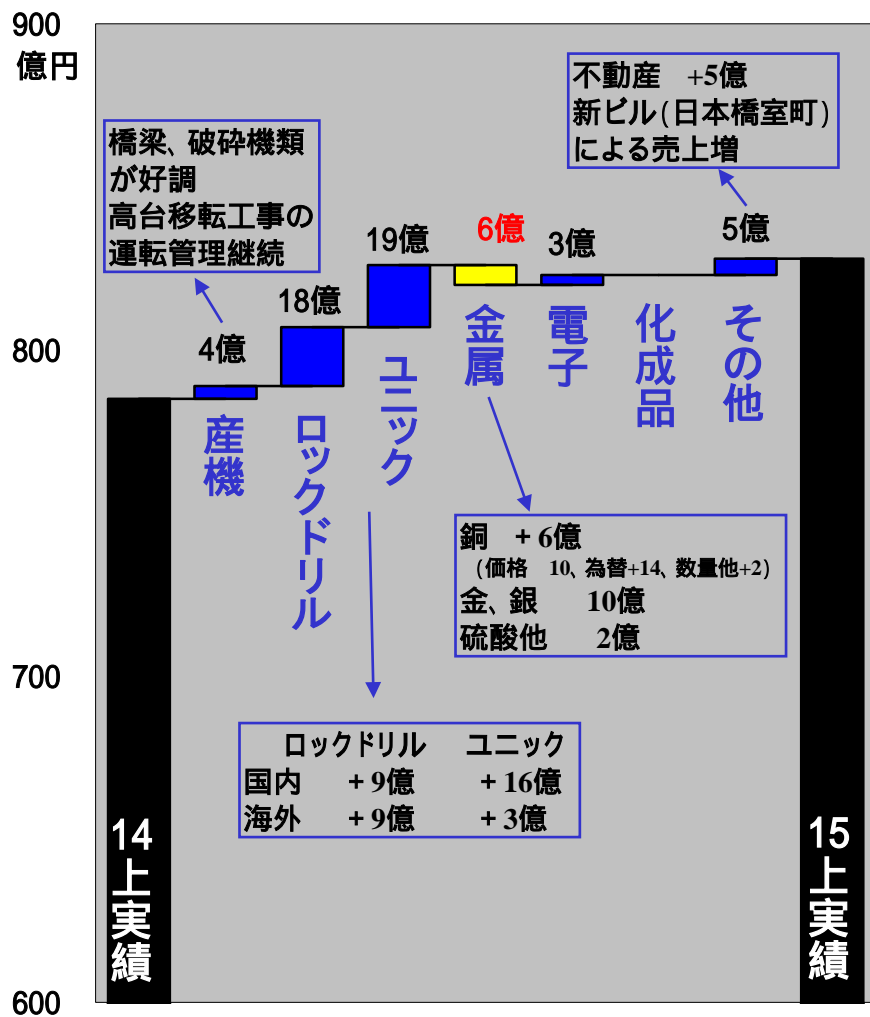 900
億円
不動産　+5億
新ビル(日本橋室町)
による売上増
橋梁、破砕機類
が好調
高台移転工事の
運転管理継続
19億
6億
3億
5億
18億
4億
800
産機
ロックドリル
ユニック
金属
電子
化成品
その他
銅　+6億
(価格　10、為替+14、数量他+2)
金、銀　10億
硫酸他　2億
700
ロックドリル　ユニック
国内　+9億　+16億
海外　+9億　+3億
14上実績
15上実績
600